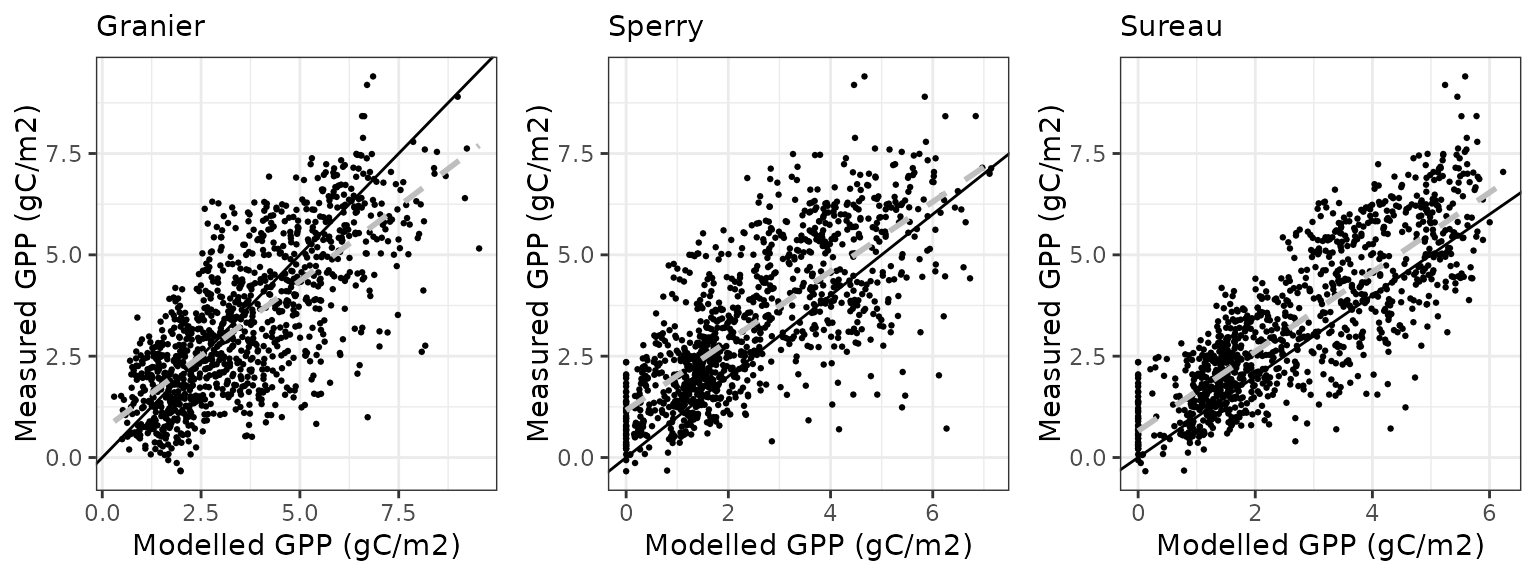 Granier
Measured GPP (gC/m2)
7.5
5.0
2.5
0.0
0.0 2.5 5.0 7.5
Modelled GPP (gC/m2)
Sperry
Measured GPP (gC/m2)
7.5
5.0
2.5
0.0
0 2 4 6
Modelled GPP (gC/m2)
Sureau
Measured GPP (gC/m2)
7.5
5.0
2.5
0.0
0 2 4 6
Modelled GPP (gC/m2)